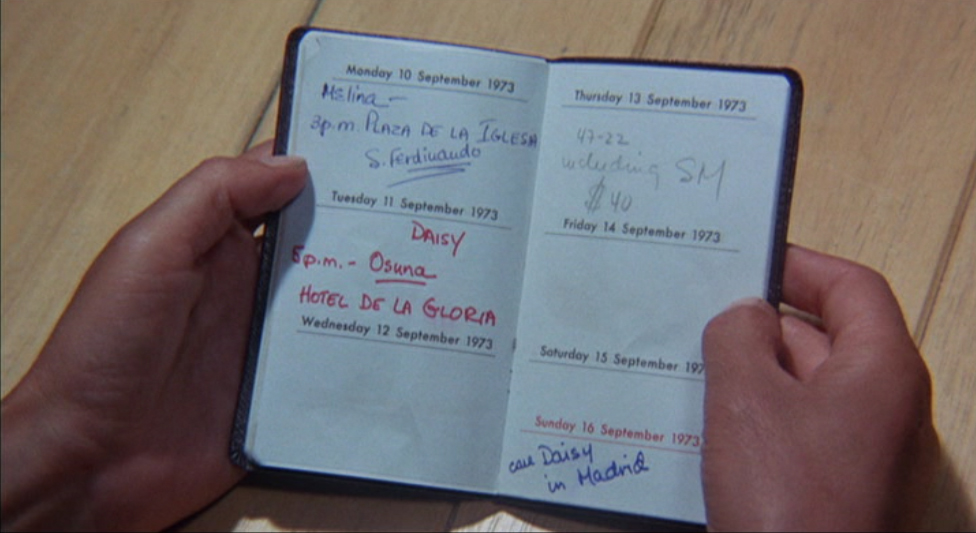 Monday 10 September 1973
Melina -
3p.m. PLAZA DE LA IGLESIA
S. Ferdinando
Tuesday 11 September 1973
DAISY
5p.m. - Osuna
HOTEL DE LA GLORIA
Wednesday 12 September 1973
Thursday 13 September 1973
47-22
including SM
$40
Friday 14 September 1973
Saturday 15 September 197
Sunday 16 September 1973
call Daisy
in Madrid